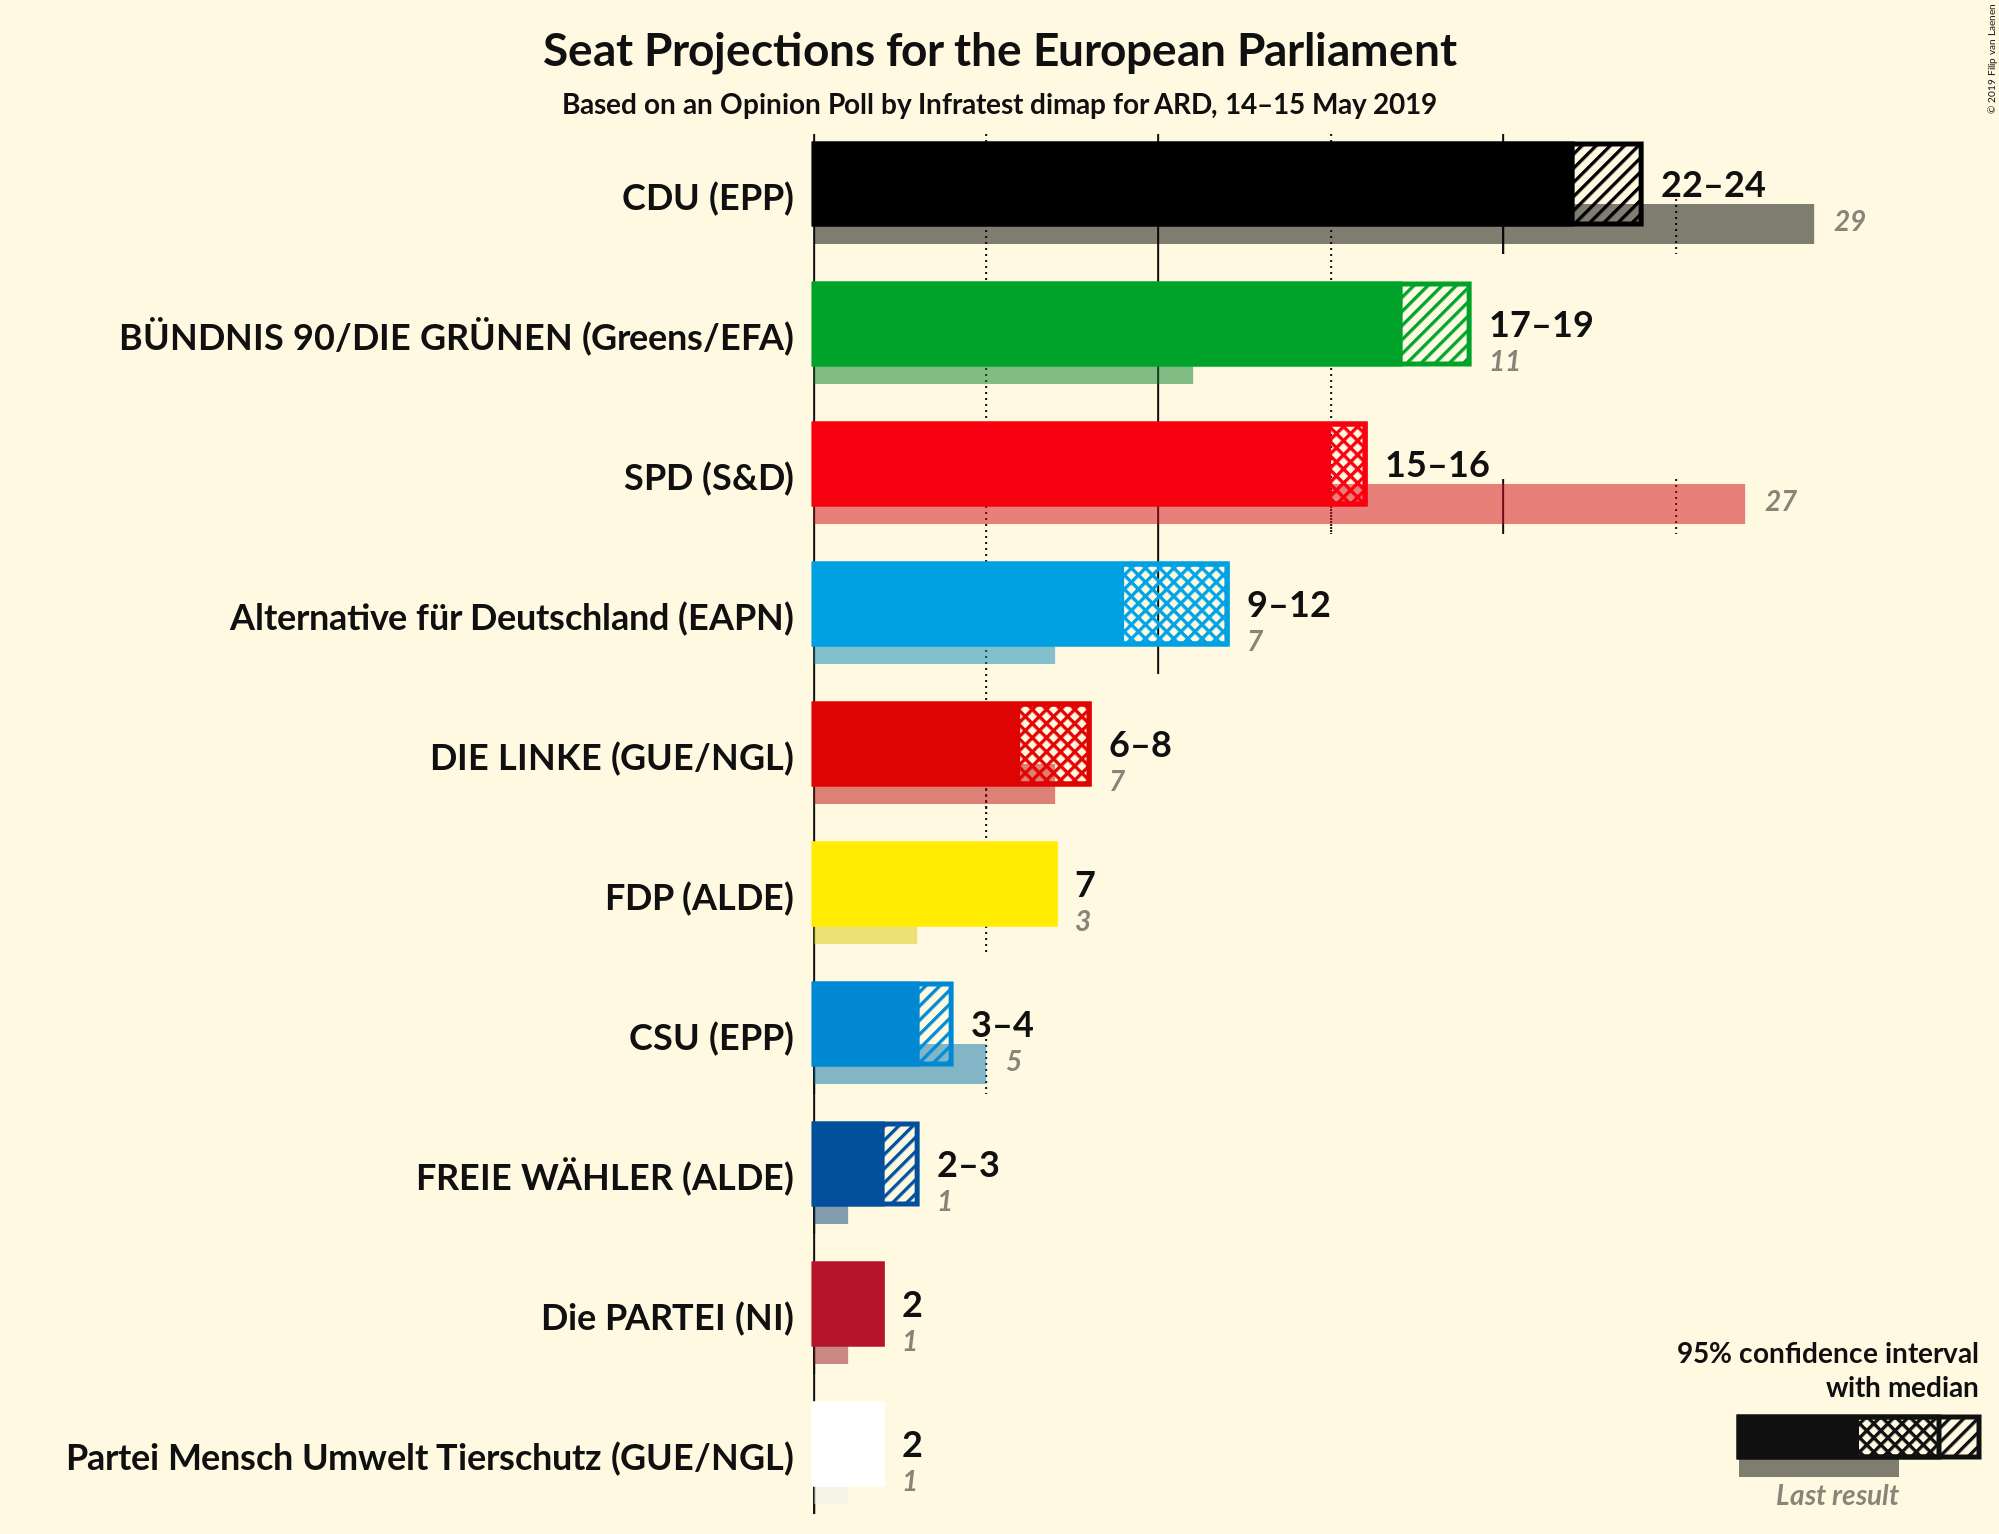 Seat Projections for the European Parliament
Based on an Opinion Poll by Infratest dimap for ARD, 14–15 May 2019
© 2019 Filip van Laenen
CDU (EPP)
22–24
29
BÜNDNIS 90/DIE GRÜNEN (Greens/EFA)
17–19
11
SPD (S&D)
15–16
27
Alternative für Deutschland (EAPN)
9–12
7
DIE LINKE (GUE/NGL)
6–8
7
FDP (ALDE)
7
3
CSU (EPP)
3–4
5
FREIE WÄHLER (ALDE)
2–3
1
Die PARTEI (NI)
2
1
Partei Mensch Umwelt Tierschutz (GUE/NGL)
2
1
95% confidence interval
with median
Last result